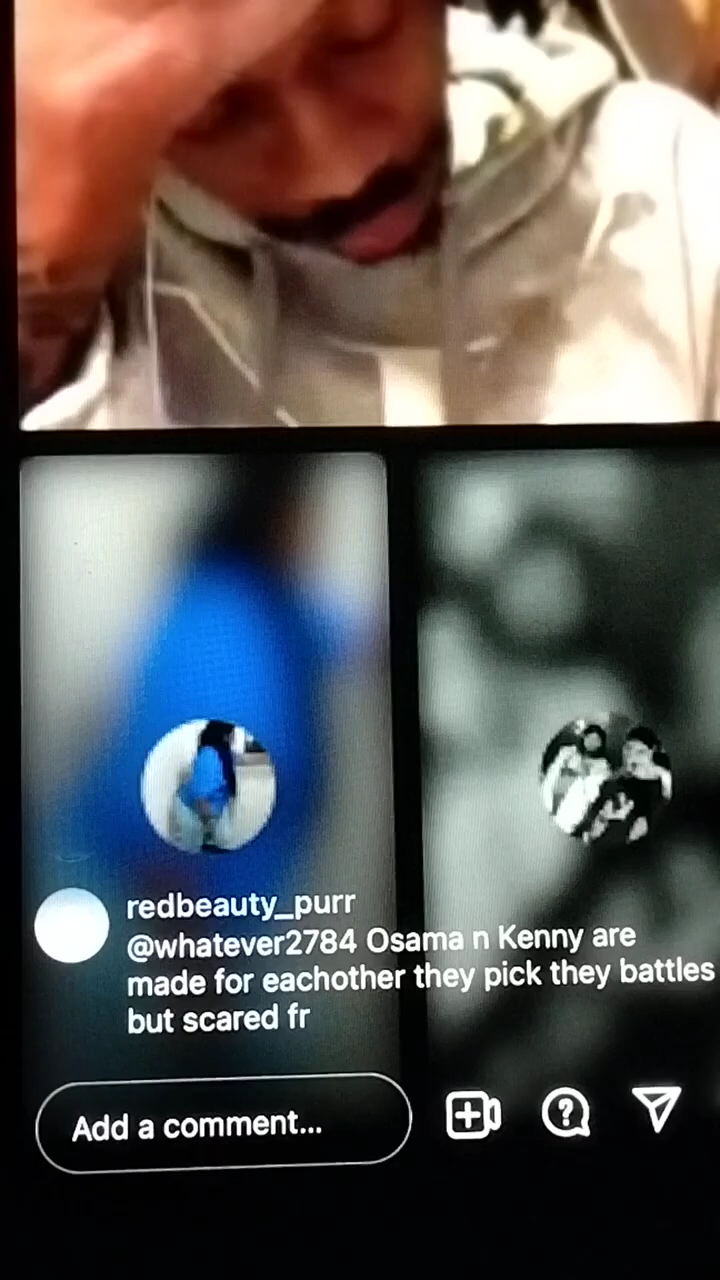 redbeauty_purr
@whatever2784 Osama n Kenny are
made for eachother they pick they battles
but scared fr
Add a comment...